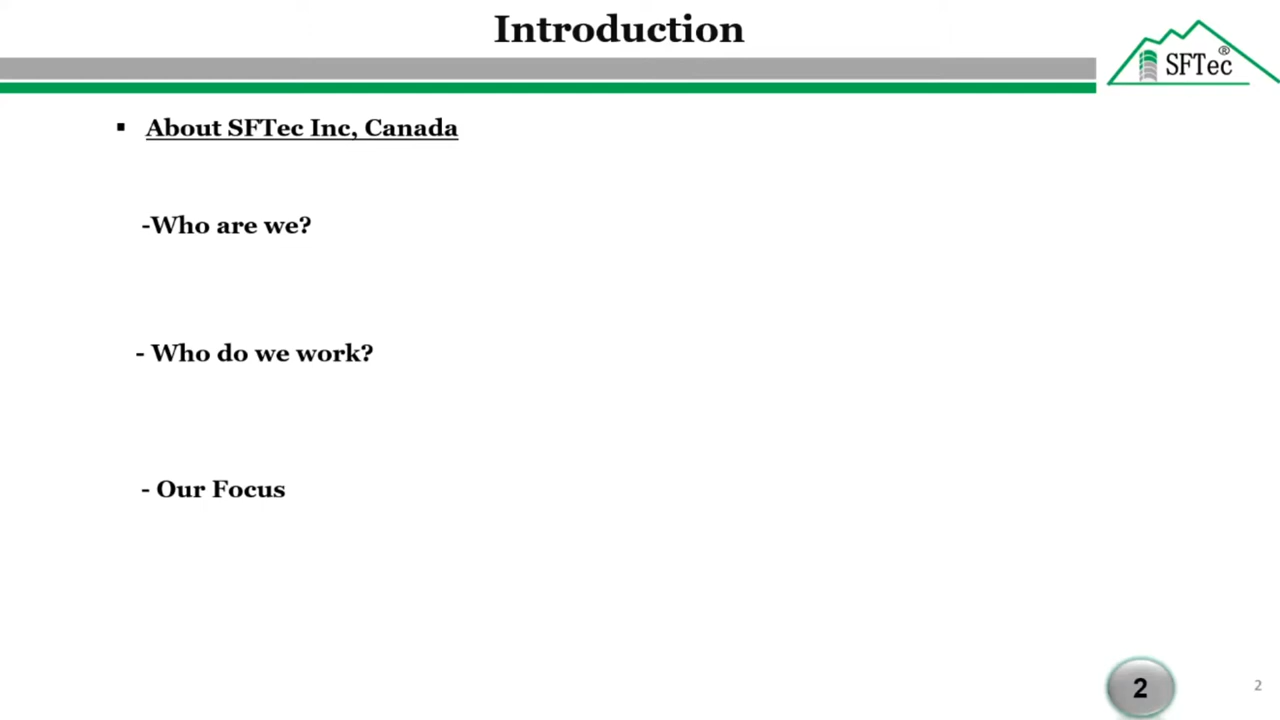 Introduction
SFTec®
▪ About SFTec Inc, Canada
-Who are we?
- Who do we work?
- Our Focus
2
2